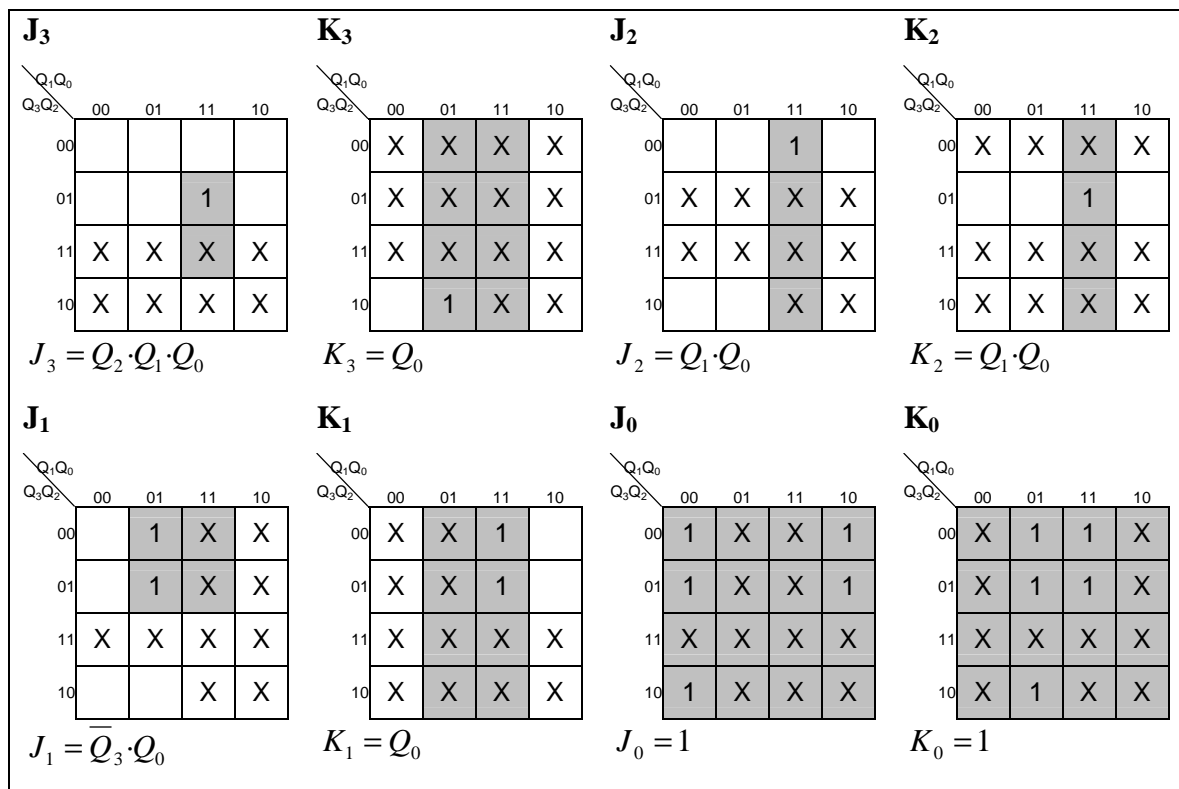 J₃ K₃ J₂ K₂
Q₁Q₀ Q₁Q₀ Q₁Q₀ Q₁Q₀
Q₃Q₂ 00 01 11 10 Q₃Q₂ 00 01 11 10 Q₃Q₂ 00 01 11 10 Q₃Q₂ 00 01 11 10
00 00 X X X X 00 1 00 X X X X
01 1 01 X X X X 01 X X X X 01 1
11 X X X X 11 X X X X 11 X X X X 11 X X X X
10 X X X X 10 1 X X 10 X X 10 X X X X
J₃ = Q₂·Q₁·Q₀ K₃ = Q₀ J₂ = Q₁·Q₀ K₂ = Q₁·Q₀
J₁ K₁ J₀ K₀
Q₁Q₀ Q₁Q₀ Q₁Q₀ Q₁Q₀
Q₃Q₂ 00 01 11 10 Q₃Q₂ 00 01 11 10 Q₃Q₂ 00 01 11 10 Q₃Q₂ 00 01 11 10
00 1 X X 00 X X 1 00 1 X X 1 00 X 1 1 X
01 1 X X 01 X X 1 01 1 X X 1 01 X 1 1 X
11 X X X X 11 X X X X 11 X X X X 11 X X X X
10 X X 10 X X X X 10 1 X X X 10 X 1 X X
J₁ = Q̅₃·Q₀ K₁ = Q₀ J₀ = 1 K₀ = 1